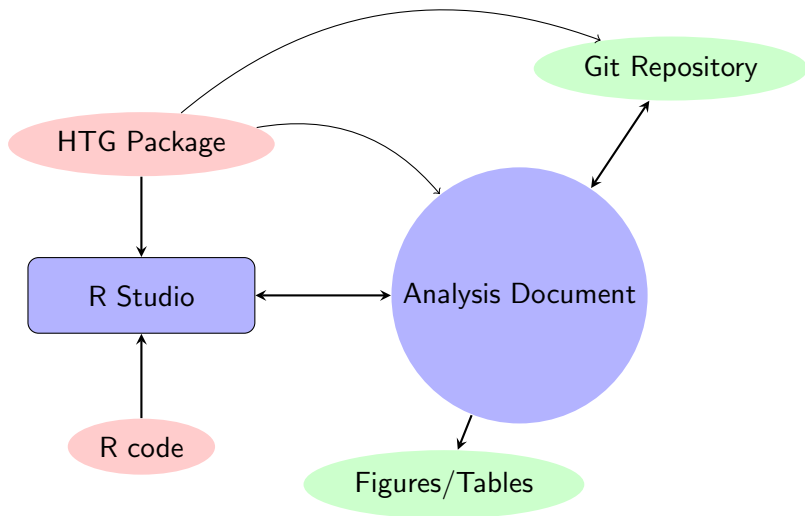 Git Repository
HTG Package
R Studio
Analysis Document
R code
Figures/Tables